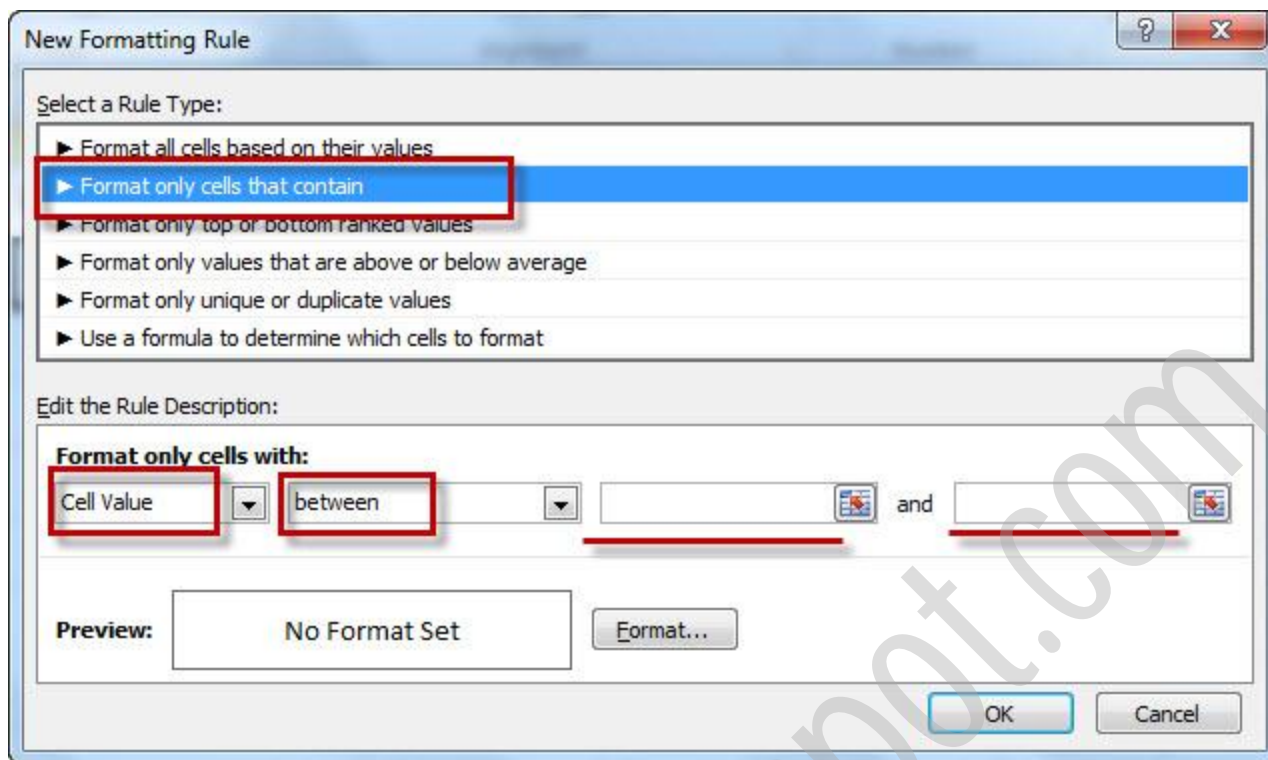 New Formatting Rule
Select a Rule Type:
► Format all cells based on their values
► Format only cells that contain
► Format only top or bottom ranked values
► Format only values that are above or below average
► Format only unique or duplicate values
► Use a formula to determine which cells to format
Edit the Rule Description:
Format only cells with:
Cell Value between and
Preview: No Format Set Format...
OK Cancel
pot.com